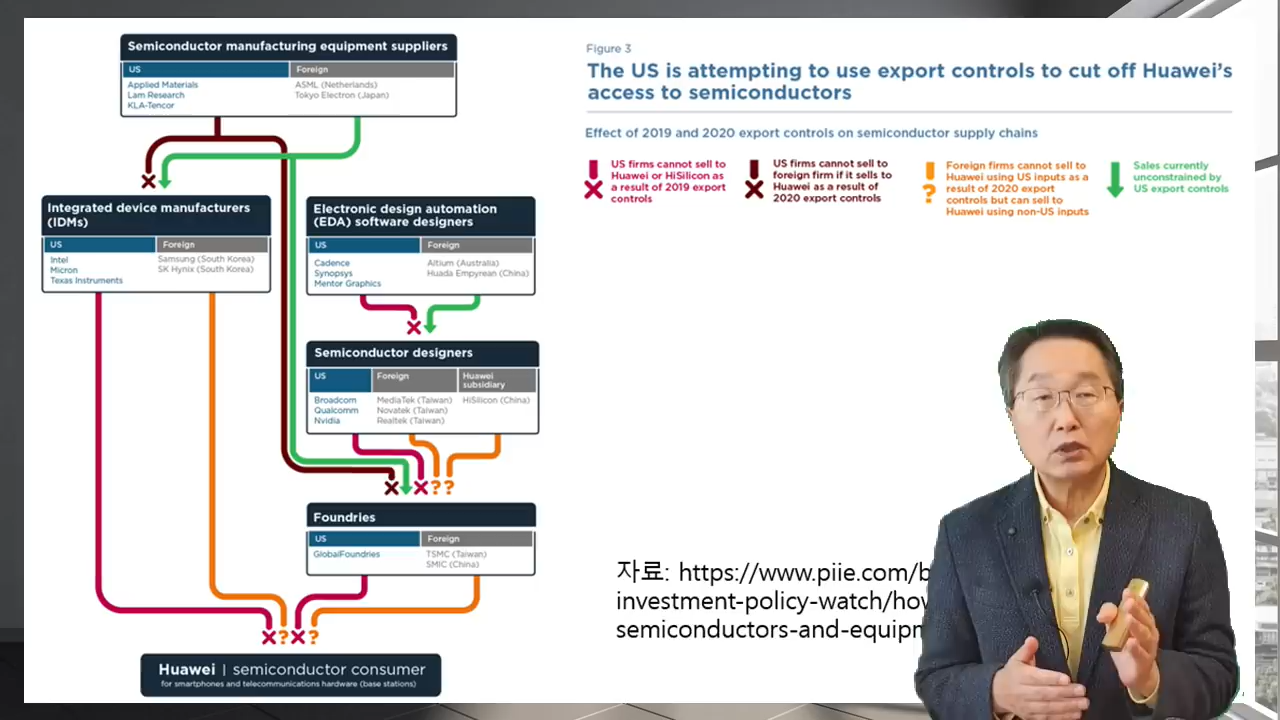 Semiconductor manufacturing equipment suppliers
US
Foreign
Applied Materials
Lam Research
KLA-Tencor
ASML (Netherlands)
Tokyo Electron (Japan)
Integrated device manufacturers
(IDMs)
US
Foreign
Intel
Micron
Texas Instruments
Samsung (South Korea)
SK Hynix (South Korea)
Electronic design automation
(EDA) software designers
US
Foreign
Cadence
Synopsys
Mentor Graphics
Altium (Australia)
Huada Empyrean (China)
Semiconductor designers
US
Foreign
Huawei
subsidiary
Broadcom
Qualcomm
Nvidia
MediaTek (Taiwan)
Novatek (Taiwan)
Realtek (Taiwan)
HiSilicon (China)
Foundries
US
Foreign
GlobalFoundries
TSMC (Taiwan)
SMIC (China)
Huawei | semiconductor consumer
for smartphones and telecommunications hardware (base stations)
Figure 3
The US is attempting to use export controls to cut off Huawei's
access to semiconductors
Effect of 2019 and 2020 export controls on semiconductor supply chains
US firms cannot sell to
Huawei or HiSilicon as
a result of 2019 export
controls
US firms cannot sell to
foreign firm if it sells to
Huawei as a result of
2020 export controls
Foreign firms cannot sell to
Huawei using US inputs as a
result of 2020 export
controls but can sell to
Huawei using non-US inputs
Sales currently
unconstrained by
US export controls
자료: https://www.piie.com/b
investment-policy-watch/how
semiconductors-and-equipm